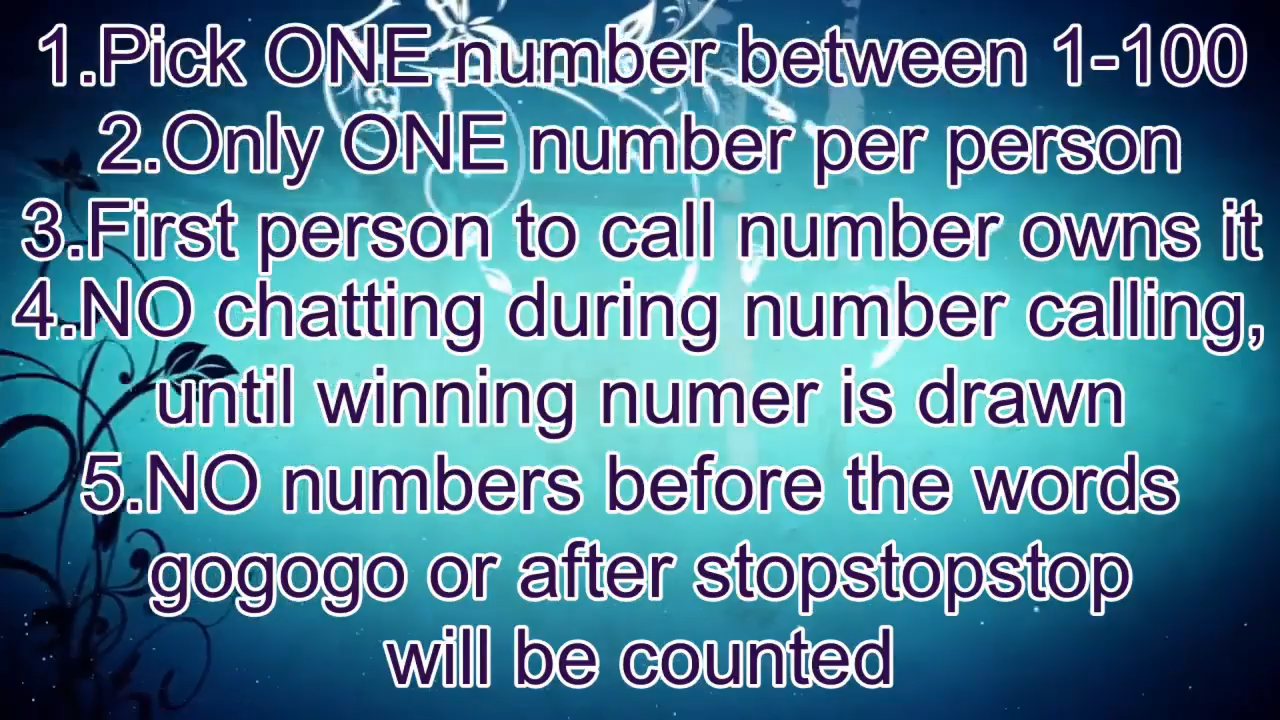 1.Pick ONE number between 1-100
2.Only ONE number per person
3.First person to call number owns it
4.NO chatting during number calling,
until winning numer is drawn
5.NO numbers before the words
gogogo or after stopstopstop
will be counted